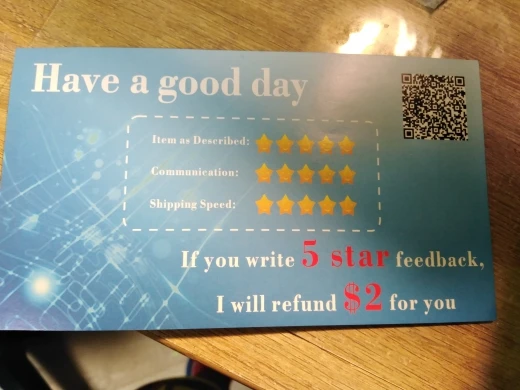 Have a good day
Item as Described:
Communication:
Shipping Speed:
If you write 5 star feedback,
I will refund $2 for you